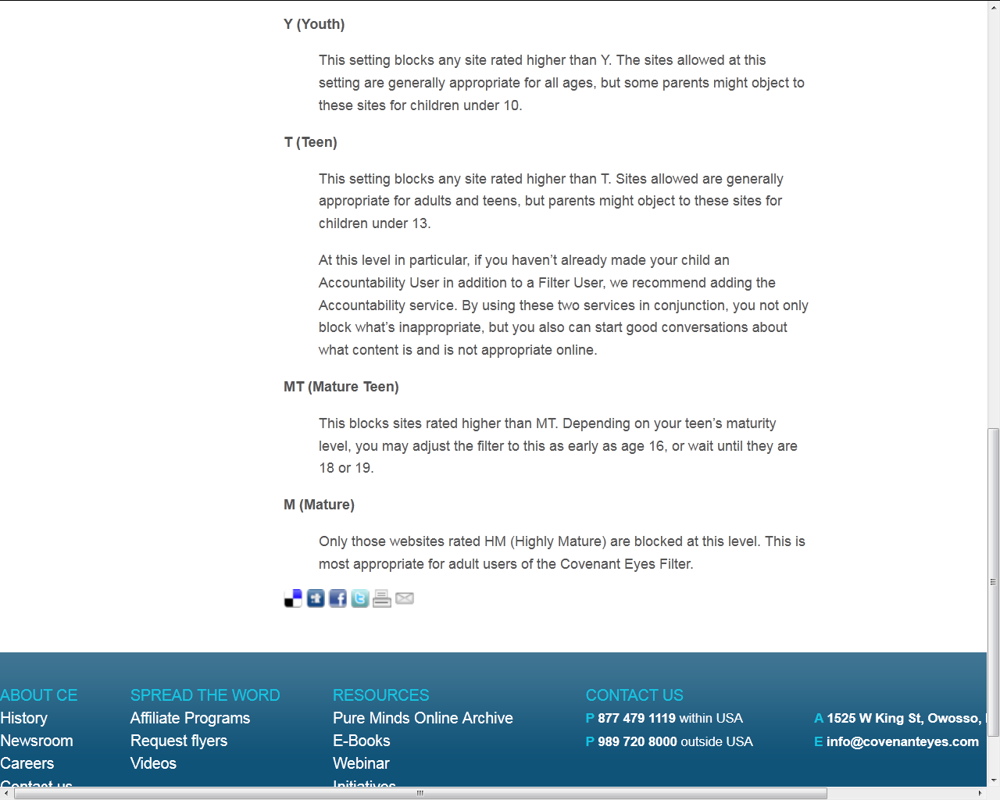 Y (Youth)
This setting blocks any site rated higher than Y. The sites allowed at this
setting are generally appropriate for all ages, but some parents might object to
these sites for children under 10.
T (Teen)
This setting blocks any site rated higher than T. Sites allowed are generally
appropriate for adults and teens, but parents might object to these sites for
children under 13.
At this level in particular, if you haven’t already made your child an
Accountability User in addition to a Filter User, we recommend adding the
Accountability service. By using these two services in conjunction, you not only
block what’s inappropriate, but you also can start good conversations about
what content is and is not appropriate online.
MT (Mature Teen)
This blocks sites rated higher than MT. Depending on your teen’s maturity
level, you may adjust the filter to this as early as age 16, or wait until they are
18 or 19.
M (Mature)
Only those websites rated HM (Highly Mature) are blocked at this level. This is
most appropriate for adult users of the Covenant Eyes Filter.
ABOUT CE
History
Newsroom
Careers
Contact us
SPREAD THE WORD
Affiliate Programs
Request flyers
Videos
RESOURCES
Pure Minds Online Archive
E-Books
Webinar
Initiatives
CONTACT US
P 877 479 1119 within USA
P 989 720 8000 outside USA
A 1525 W King St, Owosso,
E info@covenanteyes.com